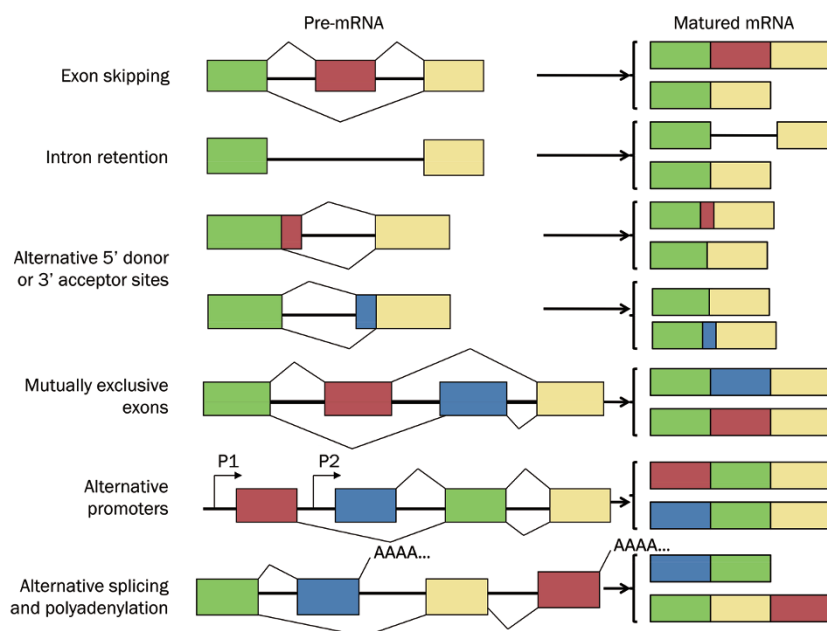 Pre-mRNA
Matured mRNA
Exon skipping
Intron retention
Alternative 5' donor
or 3' acceptor sites
Mutually exclusive
exons
P1
P2
Alternative
promoters
AAAA...
AAAA...
Alternative splicing
and polyadenylation